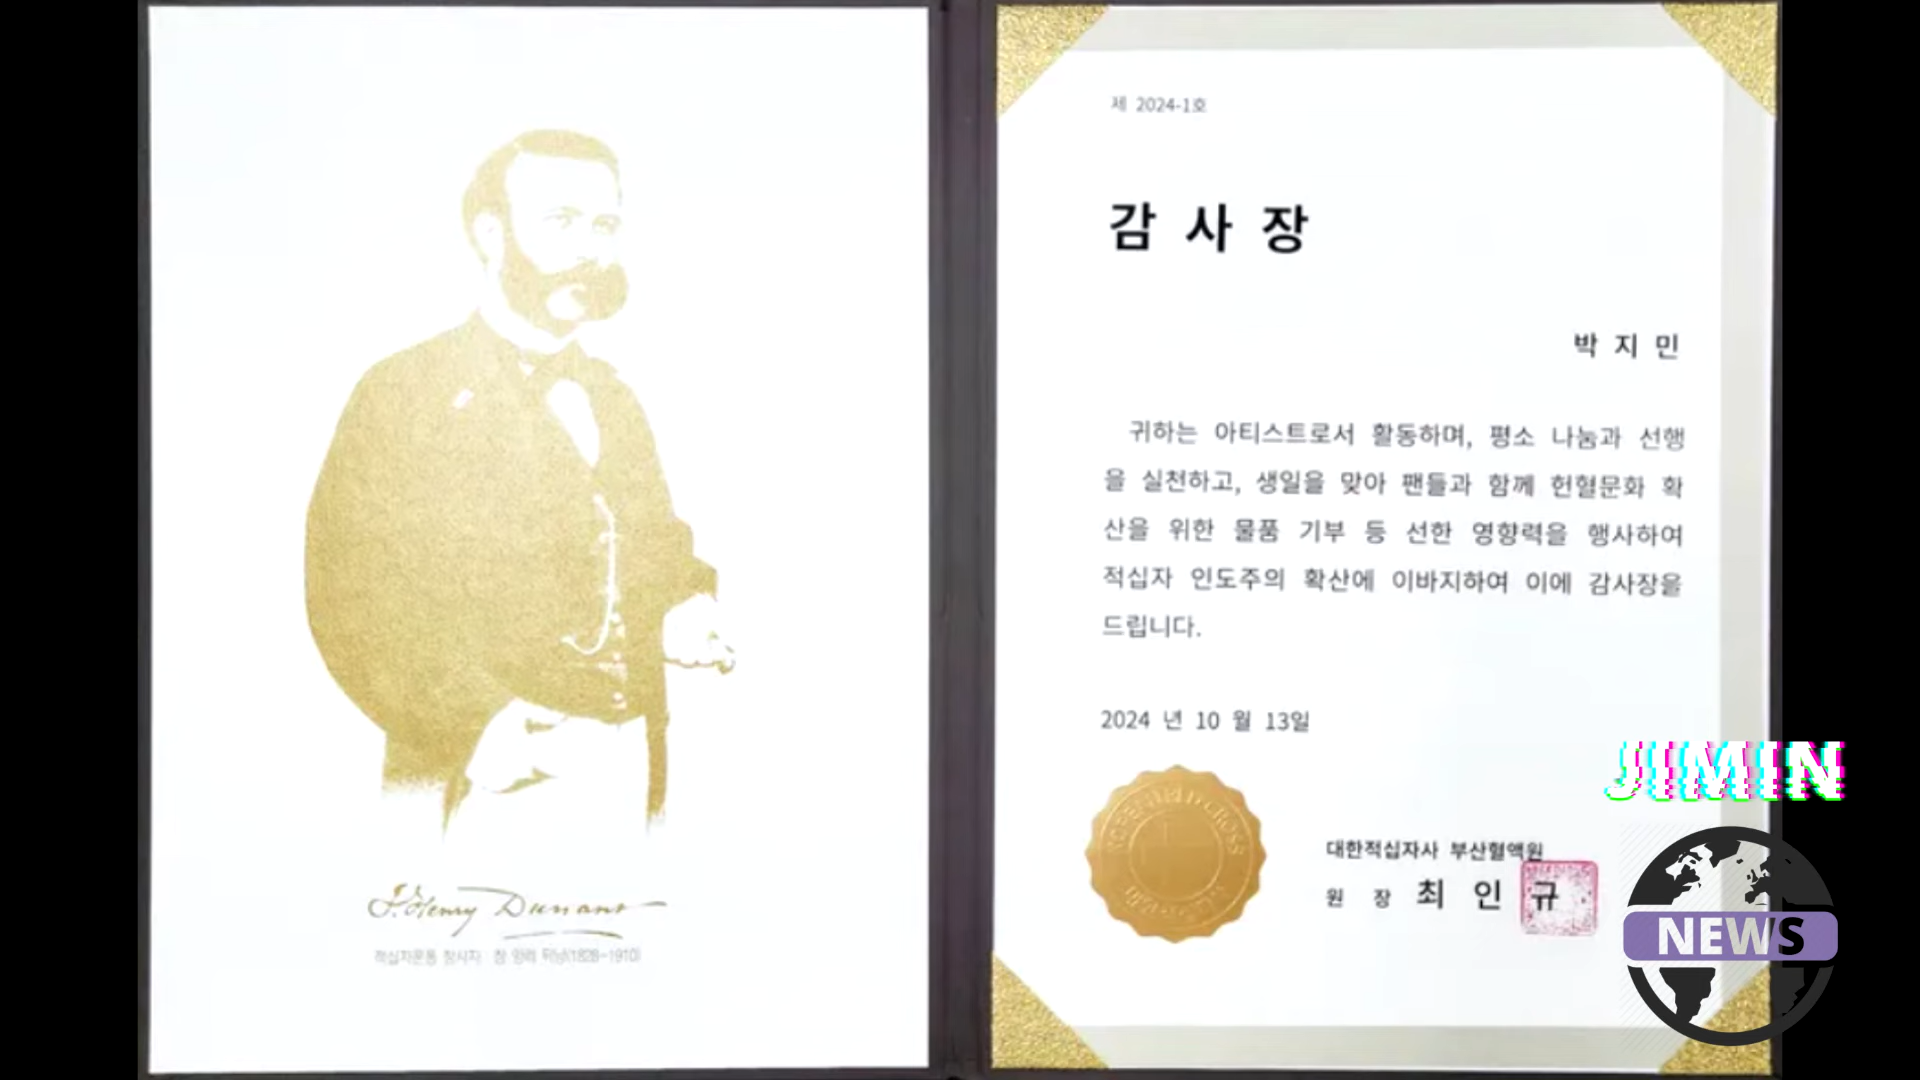 J. Henry Dunant
적십자운동 창시자 장 앙리 뒤낭(1828-1910)
제 2024-1호
감 사 장
박 지 민
귀하는 아티스트로서 활동하며, 평소 나눔과 선행
을 실천하고, 생일을 맞아 팬들과 함께 헌혈문화 확
산을 위한 물품 기부 등 선한 영향력을 행사하여
적십자 인도주의 확산에 이바지하여 이에 감사장을
드립니다.
2024 년 10 월 13일
대한적십자사 부산혈액원
원 장 최 인 규
JIMIN
NEWS